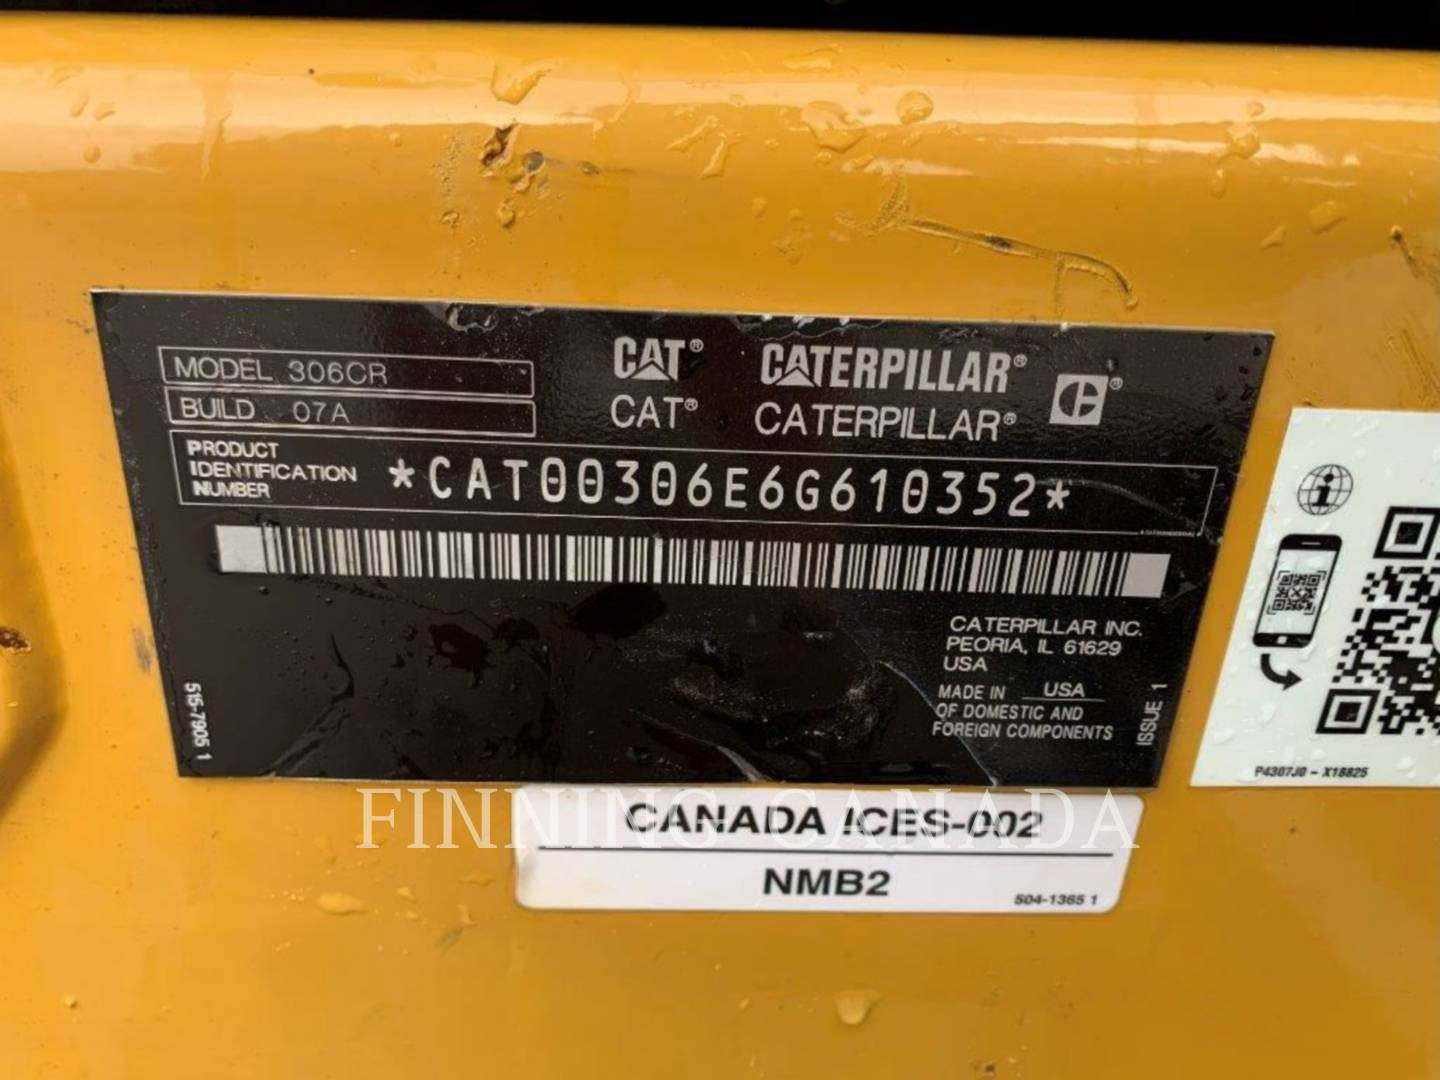 MODEL 306CR
BUILD 07A
CAT® CATERPILLAR®
CAT® CATERPILLAR® ®
PRODUCT
IDENTIFICATION
NUMBER
*CAT00306E6G610352*
CATERPILLAR INC.
PEORIA, IL 61629
USA
MADE IN USA
OF DOMESTIC AND
FOREIGN COMPONENTS
ISSUE 1
515-7905 1
P4307J0 - X18825
FINNING CANADA
CANADA ICES-002
NMB2
504-1365 1